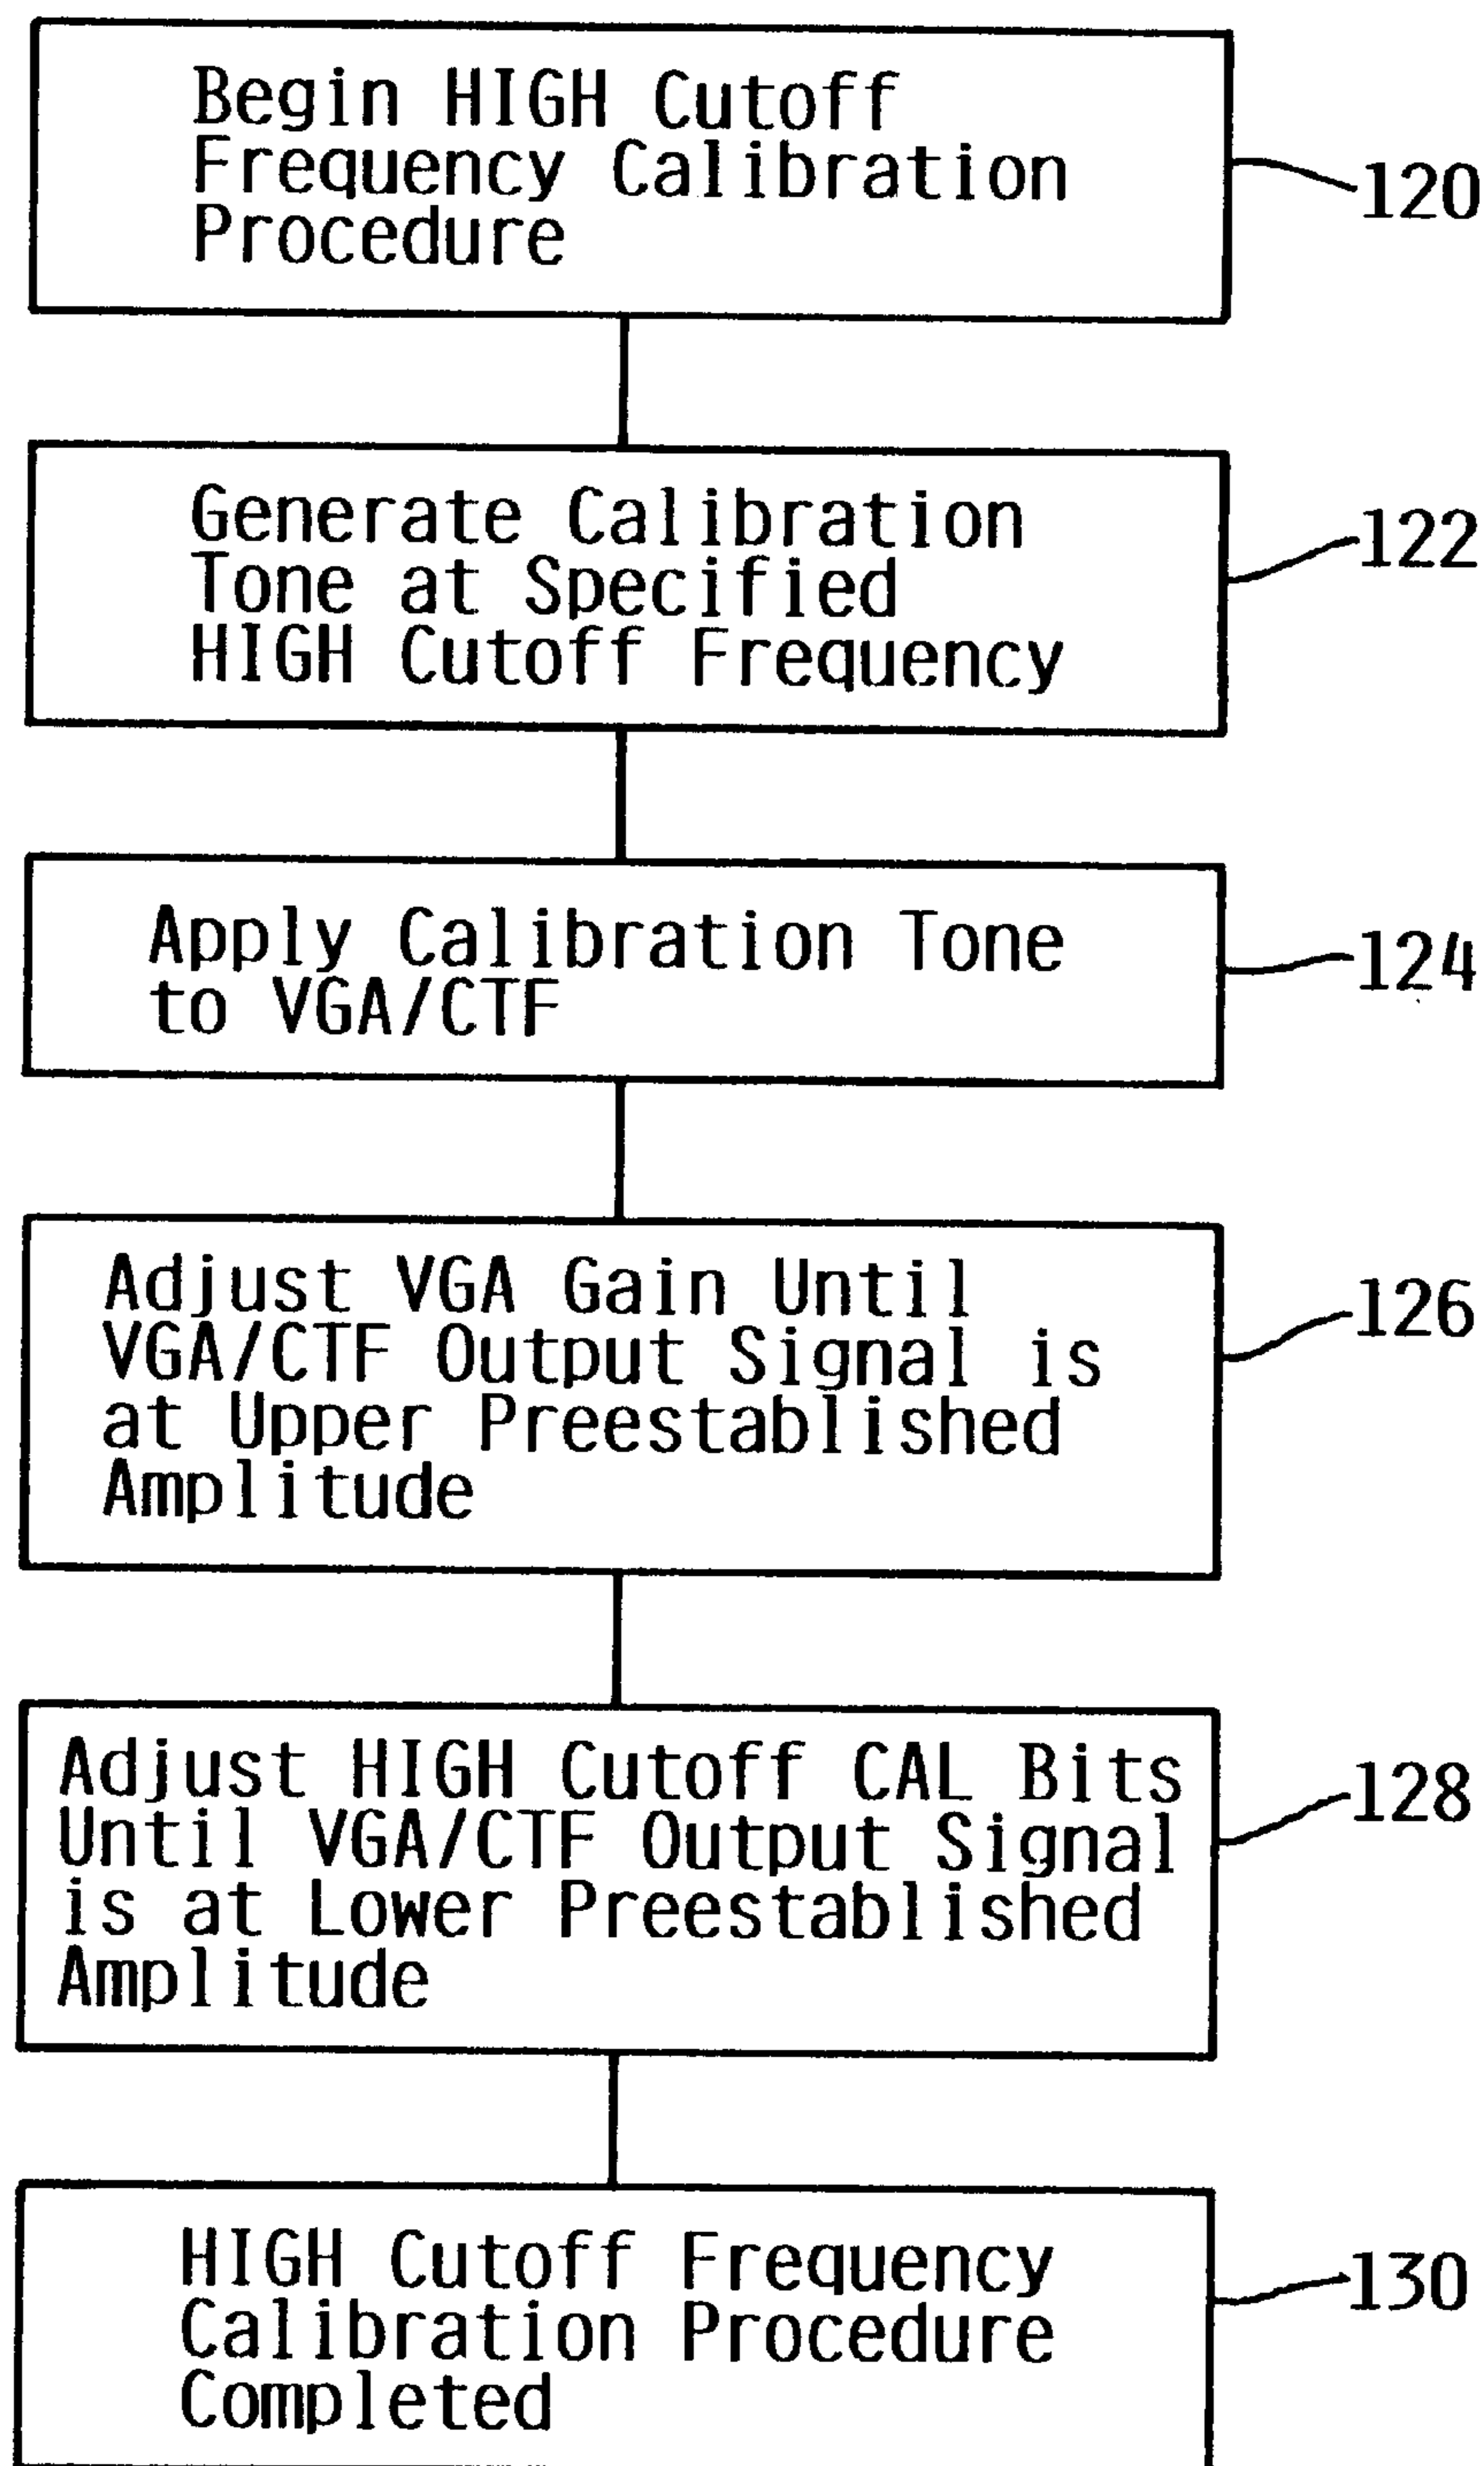 Begin HIGH Cutoff
Frequency Calibration
Procedure
120
Generate Calibration
Tone at Specified
HIGH Cutoff Frequency
122
Apply Calibration Tone
to VGA/CTF
124
Adjust VGA Gain Until
VGA/CTF Output Signal is
at Upper Preestablished
Amplitude
126
Adjust HIGH Cutoff CAL Bits
Until VGA/CTF Output Signal
is at Lower Preestablished
Amplitude
128
HIGH Cutoff Frequency
Calibration Procedure
Completed
130